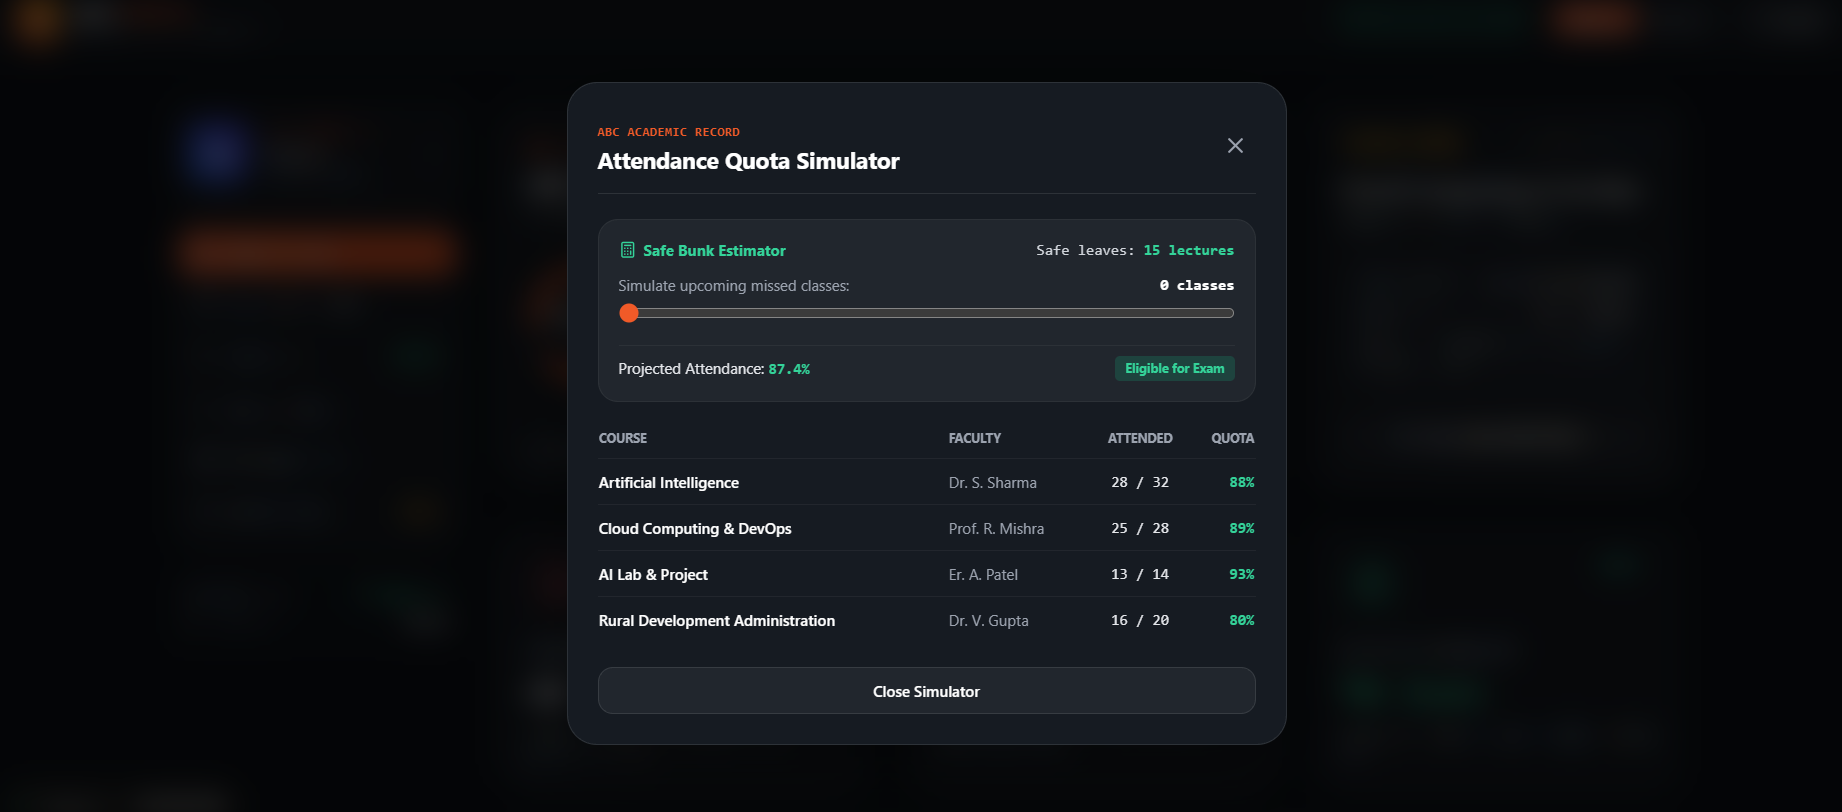 ABC ACADEMIC RECORD
Attendance Quota Simulator
Safe Bunk Estimator Safe leaves: 15 lectures
Simulate upcoming missed classes: 0 classes
Projected Attendance: 87.4% Eligible for Exam
COURSE FACULTY ATTENDED QUOTA
Artificial Intelligence Dr. S. Sharma 28 / 32 88%
Cloud Computing & DevOps Prof. R. Mishra 25 / 28 89%
AI Lab & Project Er. A. Patel 13 / 14 93%
Rural Development Administration Dr. V. Gupta 16 / 20 80%
Close Simulator